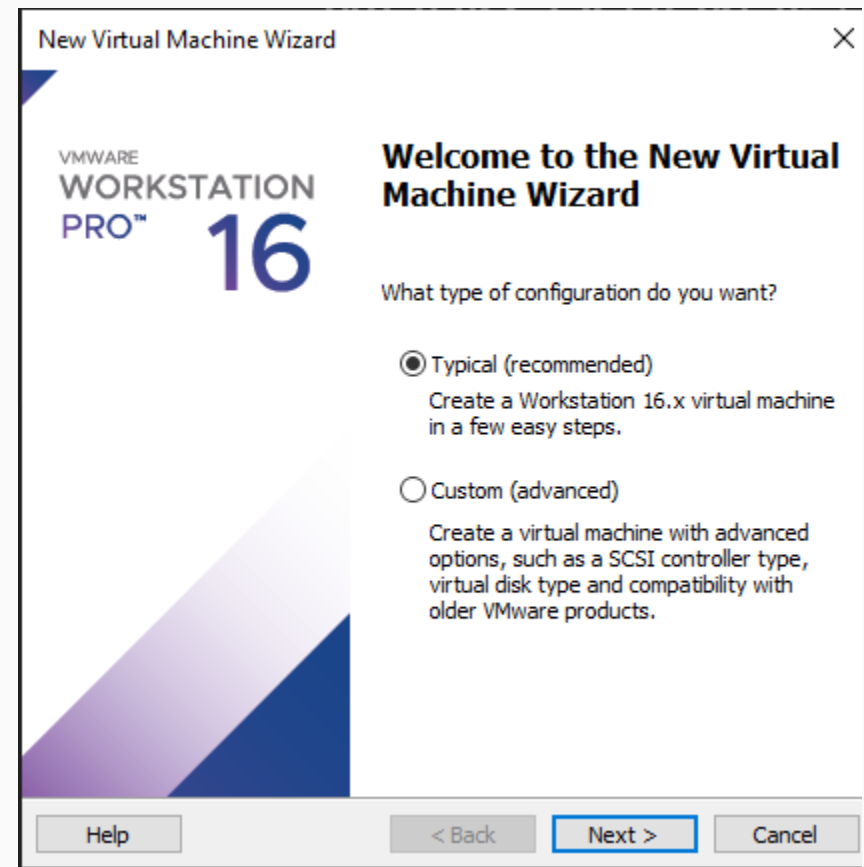 New Virtual Machine Wizard
VMWARE
WORKSTATION
PRO™ 16
Welcome to the New Virtual
Machine Wizard
What type of configuration do you want?
Typical (recommended)
Create a Workstation 16.x virtual machine
in a few easy steps.
Custom (advanced)
Create a virtual machine with advanced
options, such as a SCSI controller type,
virtual disk type and compatibility with
older VMware products.
Help < Back Next > Cancel